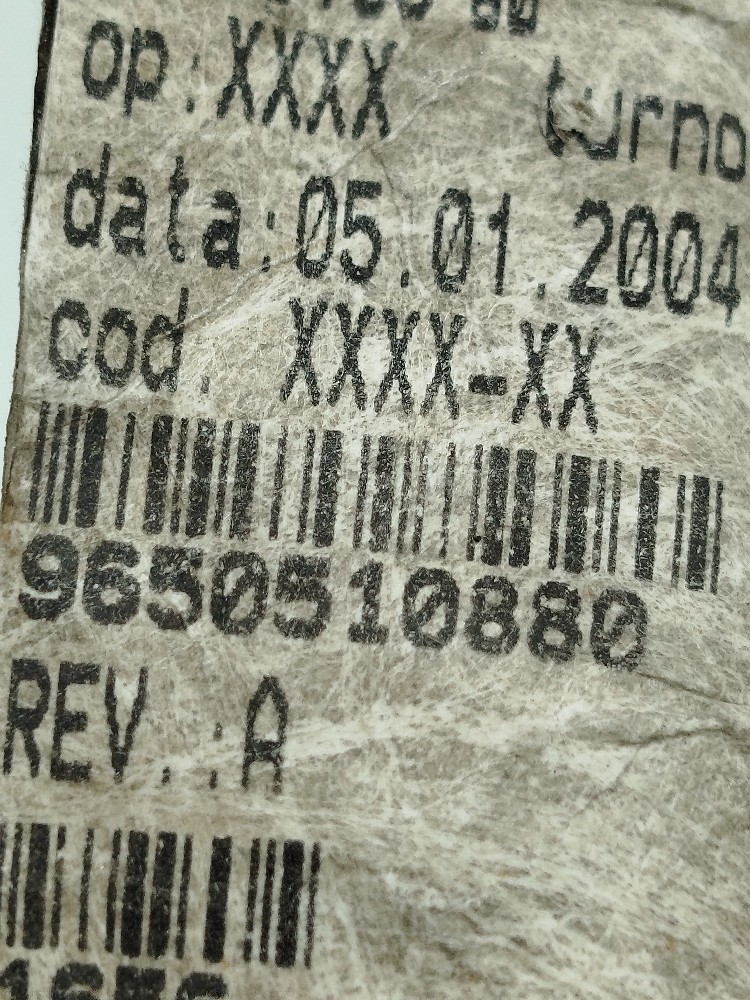 op:XXXX turno
data:05.01.2004
cod. XXXX-XX
9650510880
REV.:A